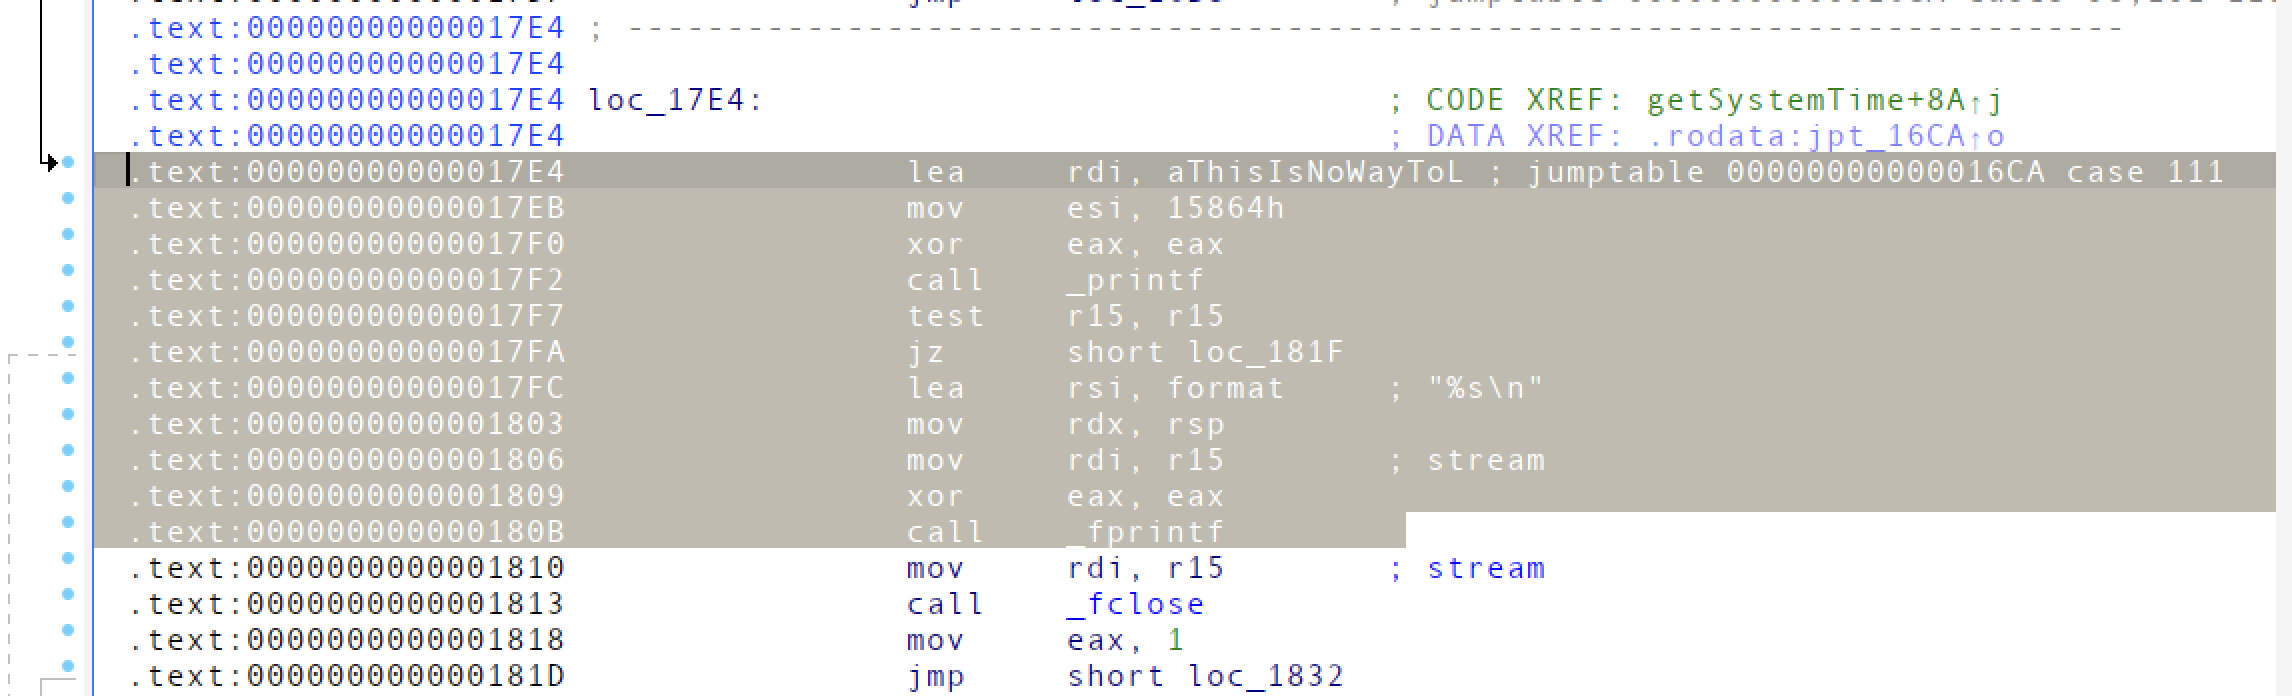 .text:00000000000017E4 ; ---------------------------------------------------------------------------
.text:00000000000017E4
.text:00000000000017E4 loc_17E4: ; CODE XREF: getSystemTime+8A↑j
.text:00000000000017E4 ; DATA XREF: .rodata:jpt_16CA↑o
.text:00000000000017E4 lea rdi, aThisIsNoWayToL ; jumptable 00000000000016CA case 111
.text:00000000000017EB mov esi, 15864h
.text:00000000000017F0 xor eax, eax
.text:00000000000017F2 call _printf
.text:00000000000017F7 test r15, r15
.text:00000000000017FA jz short loc_181F
.text:00000000000017FC lea rsi, format ; "%s\n"
.text:0000000000001803 mov rdx, rsp
.text:0000000000001806 mov rdi, r15 ; stream
.text:0000000000001809 xor eax, eax
.text:000000000000180B call _fprintf
.text:0000000000001810 mov rdi, r15 ; stream
.text:0000000000001813 call _fclose
.text:0000000000001818 mov eax, 1
.text:000000000000181D jmp short loc_1832